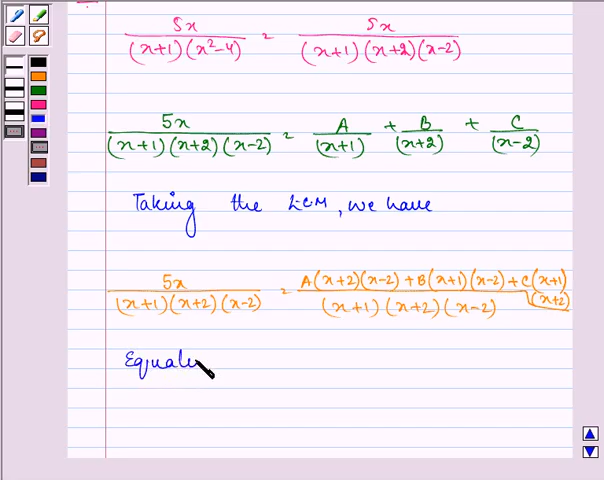 5x/((x+1)(x²-4)) = 5x/((x+1)(x+2)(x-2))
5x/((x+1)(x+2)(x-2)) = A/(x+1) + B/(x+2) + C/(x-2)
Taking the LCM, we have
5x/((x+1)(x+2)(x-2)) = (A(x+2)(x-2)+B(x+1)(x-2)+C(x+1)(x+2))/((x+1)(x+2)(x-2))